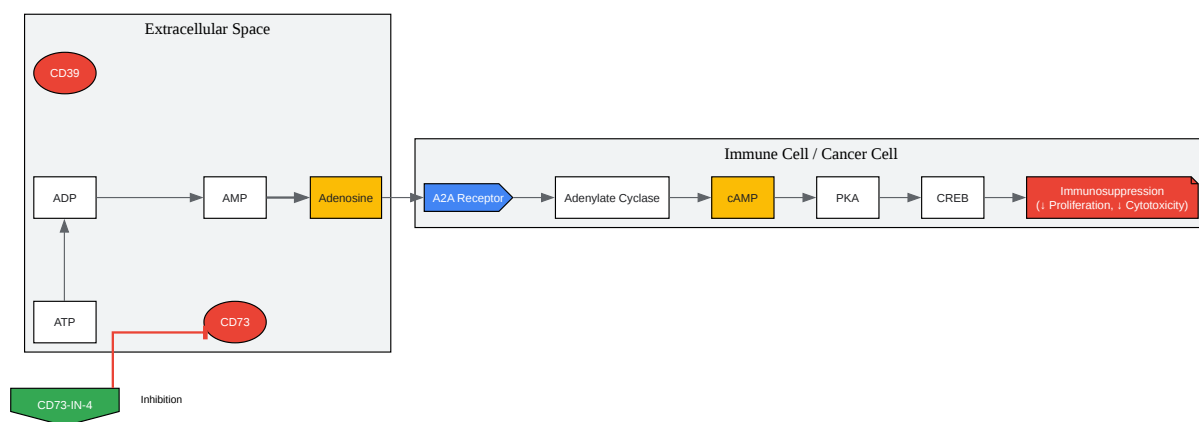 Extracellular Space
CD39
Immune Cell / Cancer Cell
ADP
AMP
Adenosine
A2A Receptor
Adenylate Cyclase
cAMP
PKA
CREB
Immunosuppression
(↓ Proliferation, ↓ Cytotoxicity)
ATP
CD73
CD73-IN-4
Inhibition